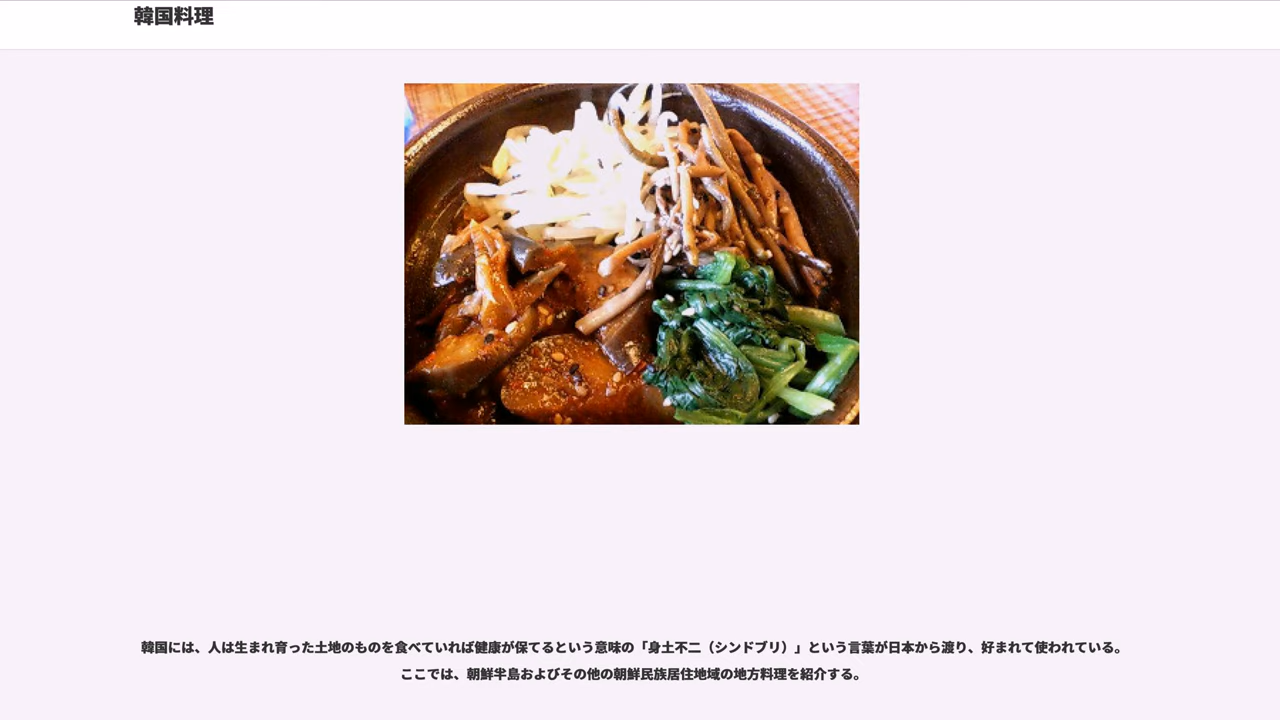 韓国料理
韓国には、人は生まれ育った土地のものを食べていれば健康が保てるという意味の「身土不二（シンドブリ）」という言葉が日本から渡り、好まれて使われている。
ここでは、朝鮮半島およびその他の朝鮮民族居住地域の地方料理を紹介する。